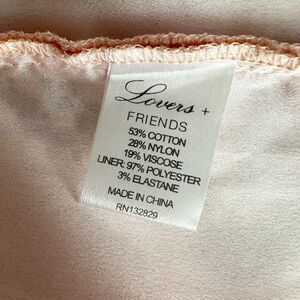 Lovers +
FRIENDS
53% COTTON
28% NYLON
19% VISCOSE
LINER: 97% POLYESTER
3% ELASTANE
MADE IN CHINA
RN132829